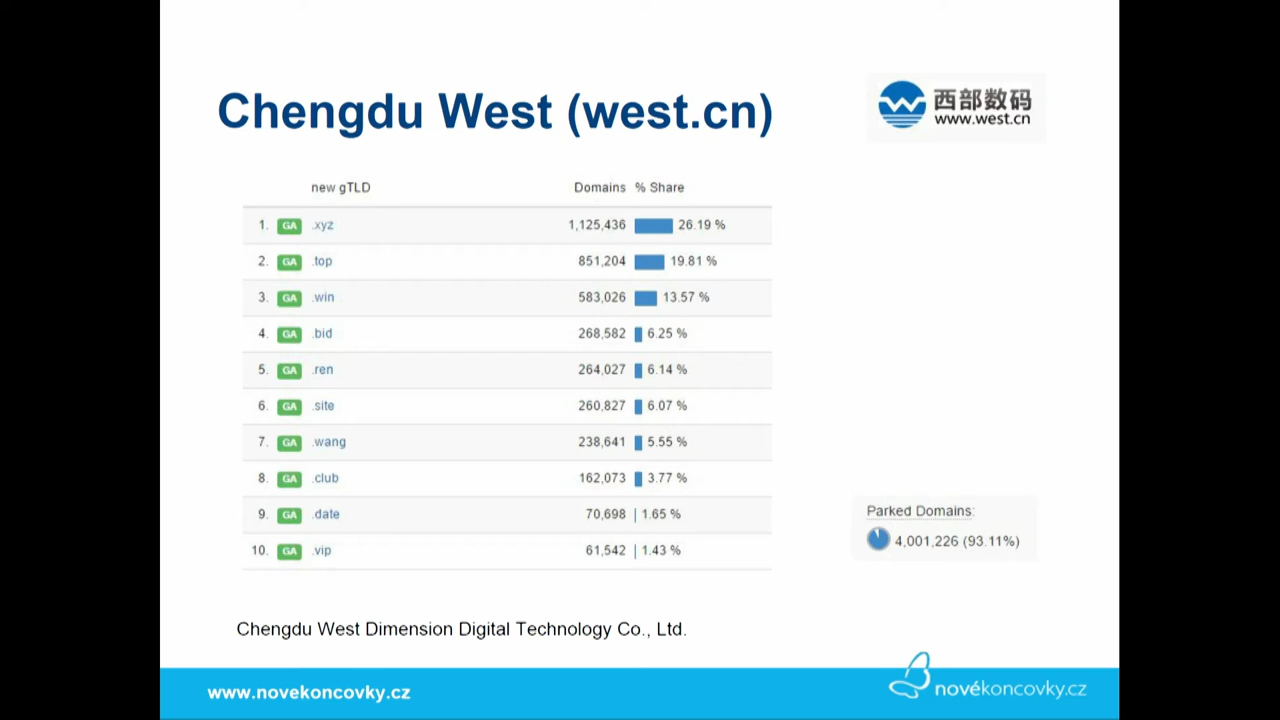 Chengdu West (west.cn)
西部数码
www.west.cn
new gTLD Domains % Share
1. GA .xyz 1,125,436 26.19 %
2. GA .top 851,204 19.81 %
3. GA .win 583,026 13.57 %
4. GA .bid 268,582 6.25 %
5. GA .ren 264,027 6.14 %
6. GA .site 260,827 6.07 %
7. GA .wang 238,641 5.55 %
8. GA .club 162,073 3.77 %
9. GA .date 70,698 1.65 %
10. GA .vip 61,542 1.43 %
Parked Domains:
4,001,226 (93.11%)
Chengdu West Dimension Digital Technology Co., Ltd.
www.novekoncovky.cz
novékoncovky.cz